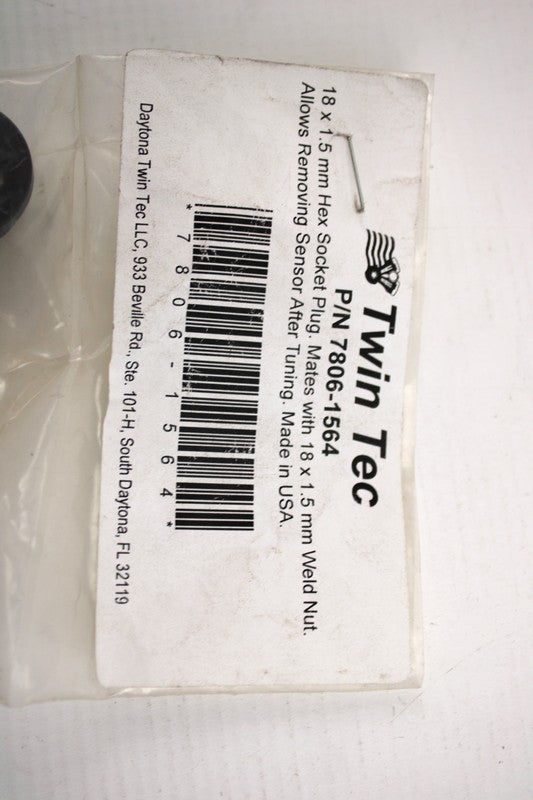 Twin Tec
P/N 7806-1564
18 x 1.5 mm Hex Socket Plug. Mates with 18 x 1.5 mm Weld Nut.
Allows Removing Sensor After Tuning. Made in USA.
*7806-1564*
Daytona Twin Tec LLC, 933 Beville Rd., Ste. 101-H, South Daytona, FL 32119